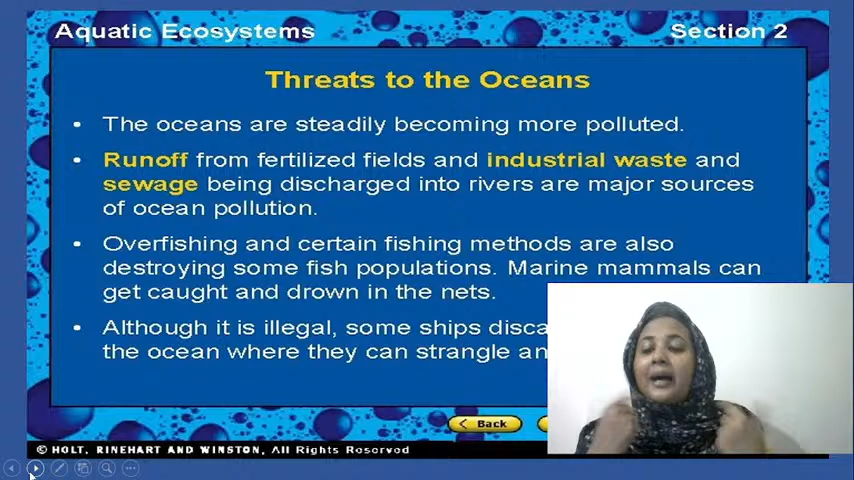 Aquatic Ecosystems Section 2
Threats to the Oceans
• The oceans are steadily becoming more polluted.
• Runoff from fertilized fields and industrial waste and
sewage being discharged into rivers are major sources
of ocean pollution.
• Overfishing and certain fishing methods are also
destroying some fish populations. Marine mammals can
get caught and drown in the nets.
• Although it is illegal, some ships
the ocean where they can strangle
< Back
© HOLT, RINEHART AND WINSTON, All Rights Reserved